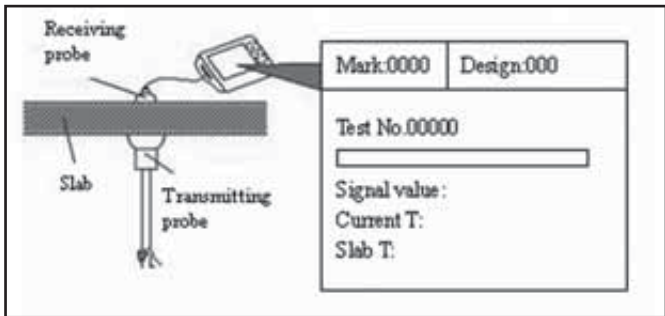 Receiving
probe
Slab
Transmitting
probe
Mark:0000 Design:000
Test No.00000
Signal value:
Current T:
Slab T: